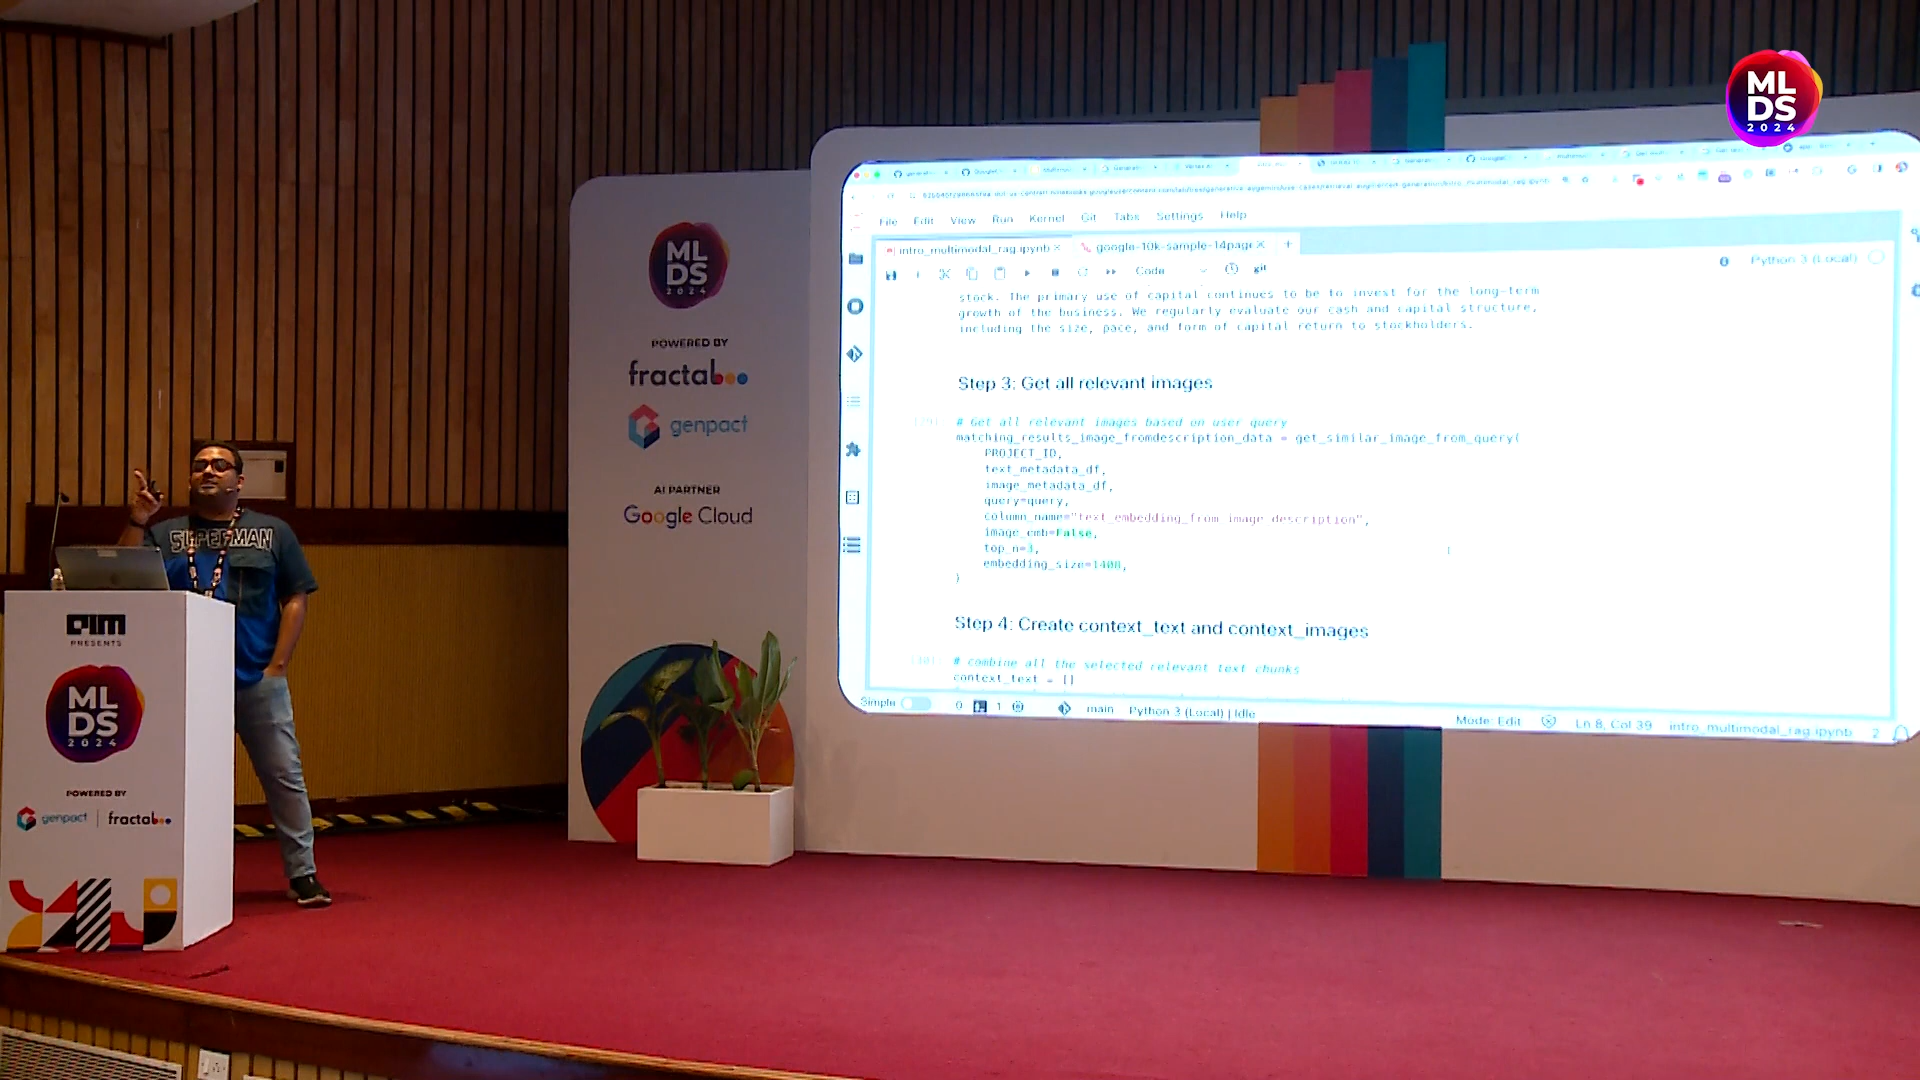 ML
DS
2024
File Edit View Run Kernel Git Tabs Settings Help
intro_multimodal_rag.ipynb
google-10k-sample-14page
Code
Python 3 (Local)
stock. The primary use of capital continues to be to invest for the long-term
growth of the business. We regularly evaluate our cash and capital structure,
including the size, pace, and form of capital return to stockholders.
Step 3: Get all relevant images
# Get all relevant images based on user query
matching_results_image_fromdescription_data = get_similar_image_from_query(
PROJECT_ID,
text_metadata_df,
image_metadata_df,
query=query,
column_name="text_embedding_from_image_description",
image_emb=False,
top_n=3,
embedding_size=1408,
)
Step 4: Create context_text and context_images
# combine all the selected relevant text chunks
context_text = []
Simple 0 1 main Python 3 (Local) | Idle Mode: Edit Ln 8, Col 39 intro_multimodal_rag.ipynb 2
ML
DS
2024
POWERED BY
fractal
genpact
AI PARTNER
Google Cloud
SUPERMAN
AIM
PRESENTS
ML
DS
2024
POWERED BY
genpact | fractal